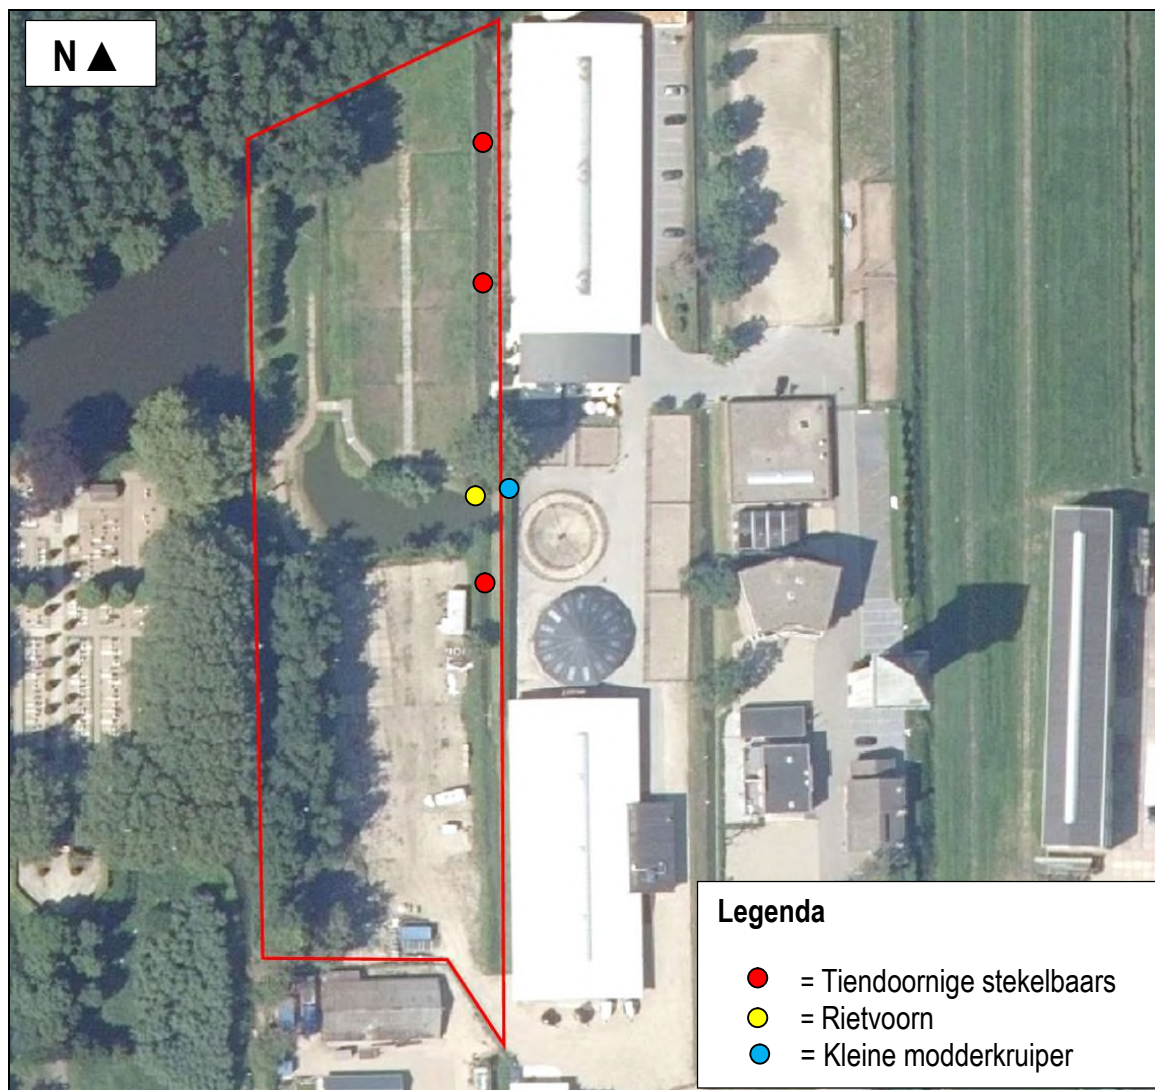 N ▲
Legenda
= Tiendoornige stekelbaars
= Rietvoorn
= Kleine modderkruiper